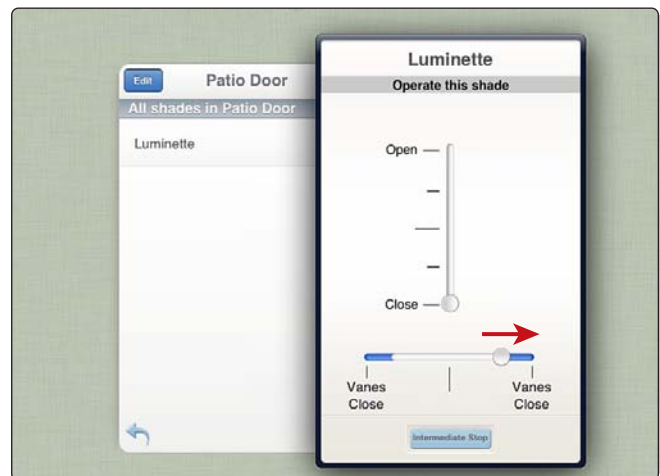 Edit
Patio Door
All shades in Patio Door
Luminette
Luminette
Operate this shade
Open
Close
Vanes
Close
Vanes
Close
Intermediate Stop